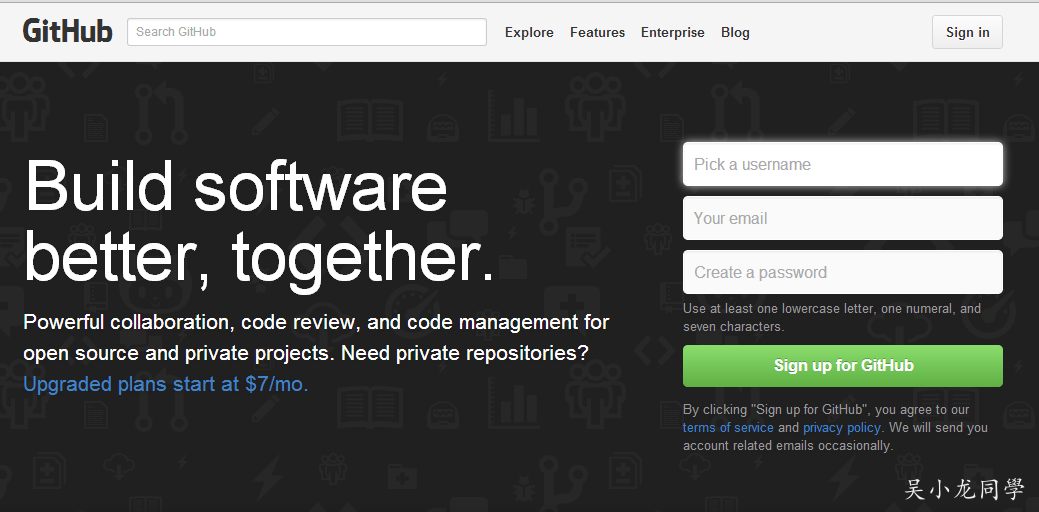 GitHub
Search GitHub
Explore Features Enterprise Blog
Sign in
Build software
better, together.
Powerful collaboration, code review, and code management for
open source and private projects. Need private repositories?
Upgraded plans start at $7/mo.
Pick a username
Your email
Create a password
Use at least one lowercase letter, one numeral, and
seven characters.
Sign up for GitHub
By clicking "Sign up for GitHub", you agree to our
terms of service and privacy policy. We will send you
account related emails occasionally.
吴小龙同學